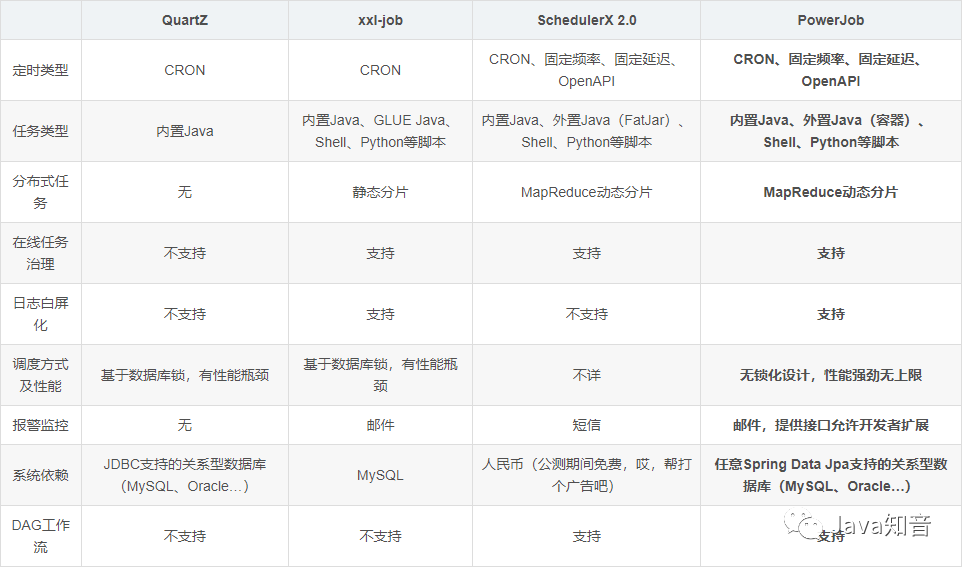 QuartZ xxl-job SchedulerX 2.0 PowerJob
定时类型 CRON CRON CRON、固定频率、固定延迟、OpenAPI CRON、固定频率、固定延迟、OpenAPI
任务类型 内置Java 内置Java、GLUE Java、Shell、Python等脚本 内置Java、外置Java（FatJar）、Shell、Python等脚本 内置Java、外置Java（容器）、Shell、Python等脚本
分布式任务 无 静态分片 MapReduce动态分片 MapReduce动态分片
在线任务治理 不支持 支持 支持 支持
日志白屏化 不支持 支持 不支持 支持
调度方式及性能 基于数据库锁，有性能瓶颈 基于数据库锁，有性能瓶颈 不详 无锁化设计，性能强劲无上限
报警监控 无 邮件 短信 邮件，提供接口允许开发者扩展
系统依赖 JDBC支持的关系型数据库（MySQL、Oracle...） MySQL 人民币（公测期间免费，哎，帮打个广告吧） 任意Spring Data Jpa支持的关系型数据库（MySQL、Oracle...）
DAG工作流 不支持 不支持 支持 支持
Java知音